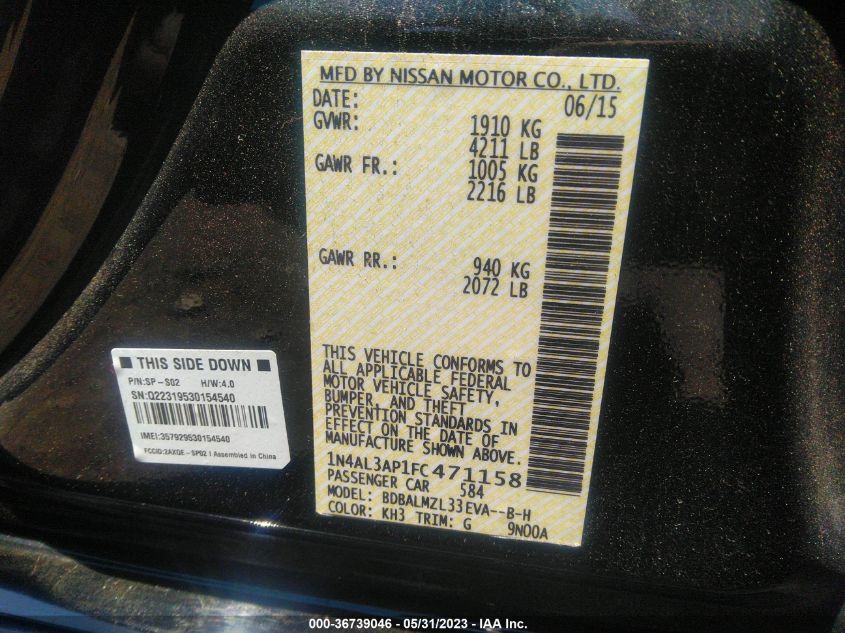 MFD BY NISSAN MOTOR CO., LTD.
DATE: 06/15
GVWR: 1910 KG
4211 LB
GAWR FR.: 1005 KG
2216 LB
GAWR RR.: 940 KG
2072 LB
THIS VEHICLE CONFORMS TO
ALL APPLICABLE FEDERAL
MOTOR VEHICLE SAFETY,
BUMPER, AND THEFT
PREVENTION STANDARDS IN
EFFECT ON THE DATE OF
MANUFACTURE SHOWN ABOVE.
1N4AL3AP1FC471158
PASSENGER CAR 584
MODEL: BDBALMZL33EVA--B-H
COLOR: KH3 TRIM: G 9N00A
THIS SIDE DOWN
P/N:SP-S02 H/W:4.0
SN:Q22319530154540
IMEI:357929530154540
FCCID:2AXQE-SP02 | Assembled in China
000-36739046 - 05/31/2023 - IAA Inc.